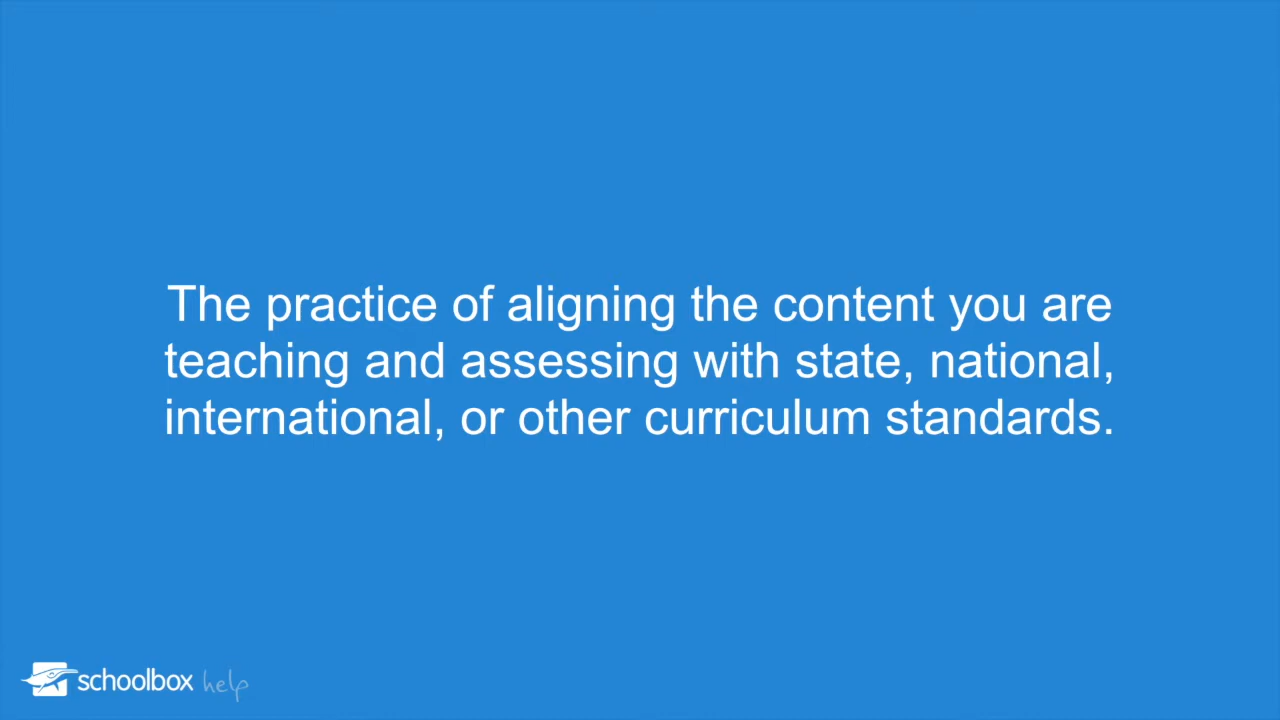 The practice of aligning the content you are
teaching and assessing with state, national,
international, or other curriculum standards.
schoolbox help